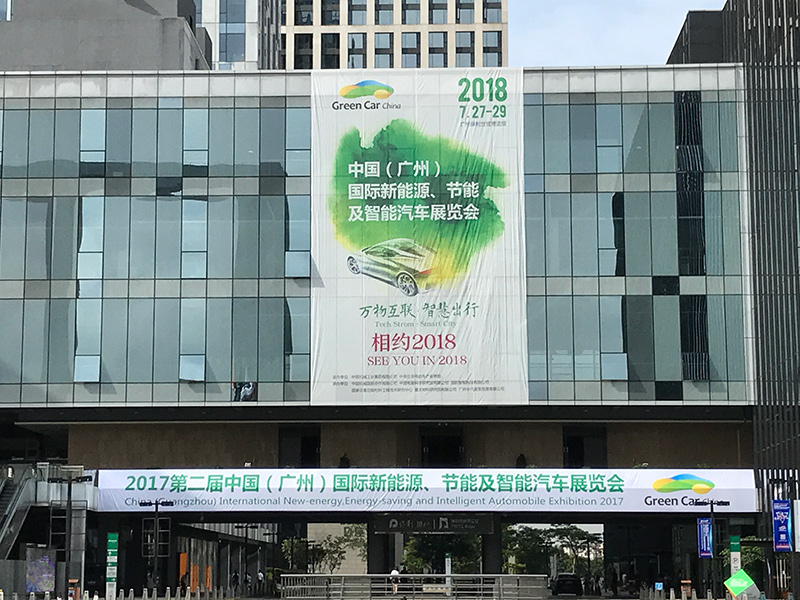 Green Car China
2018
7.27-29
中国（广州）
国际新能源、节能
及智能汽车展览会
万物互联·智慧出行
相约2018
SEE YOU IN 2018
2017第二届中国（广州）国际新能源、节能及智能汽车展览会
China (Guangzhou) International New-energy,Energy-saving and Intelligent Automobile Exhibition 2017
Green Car China